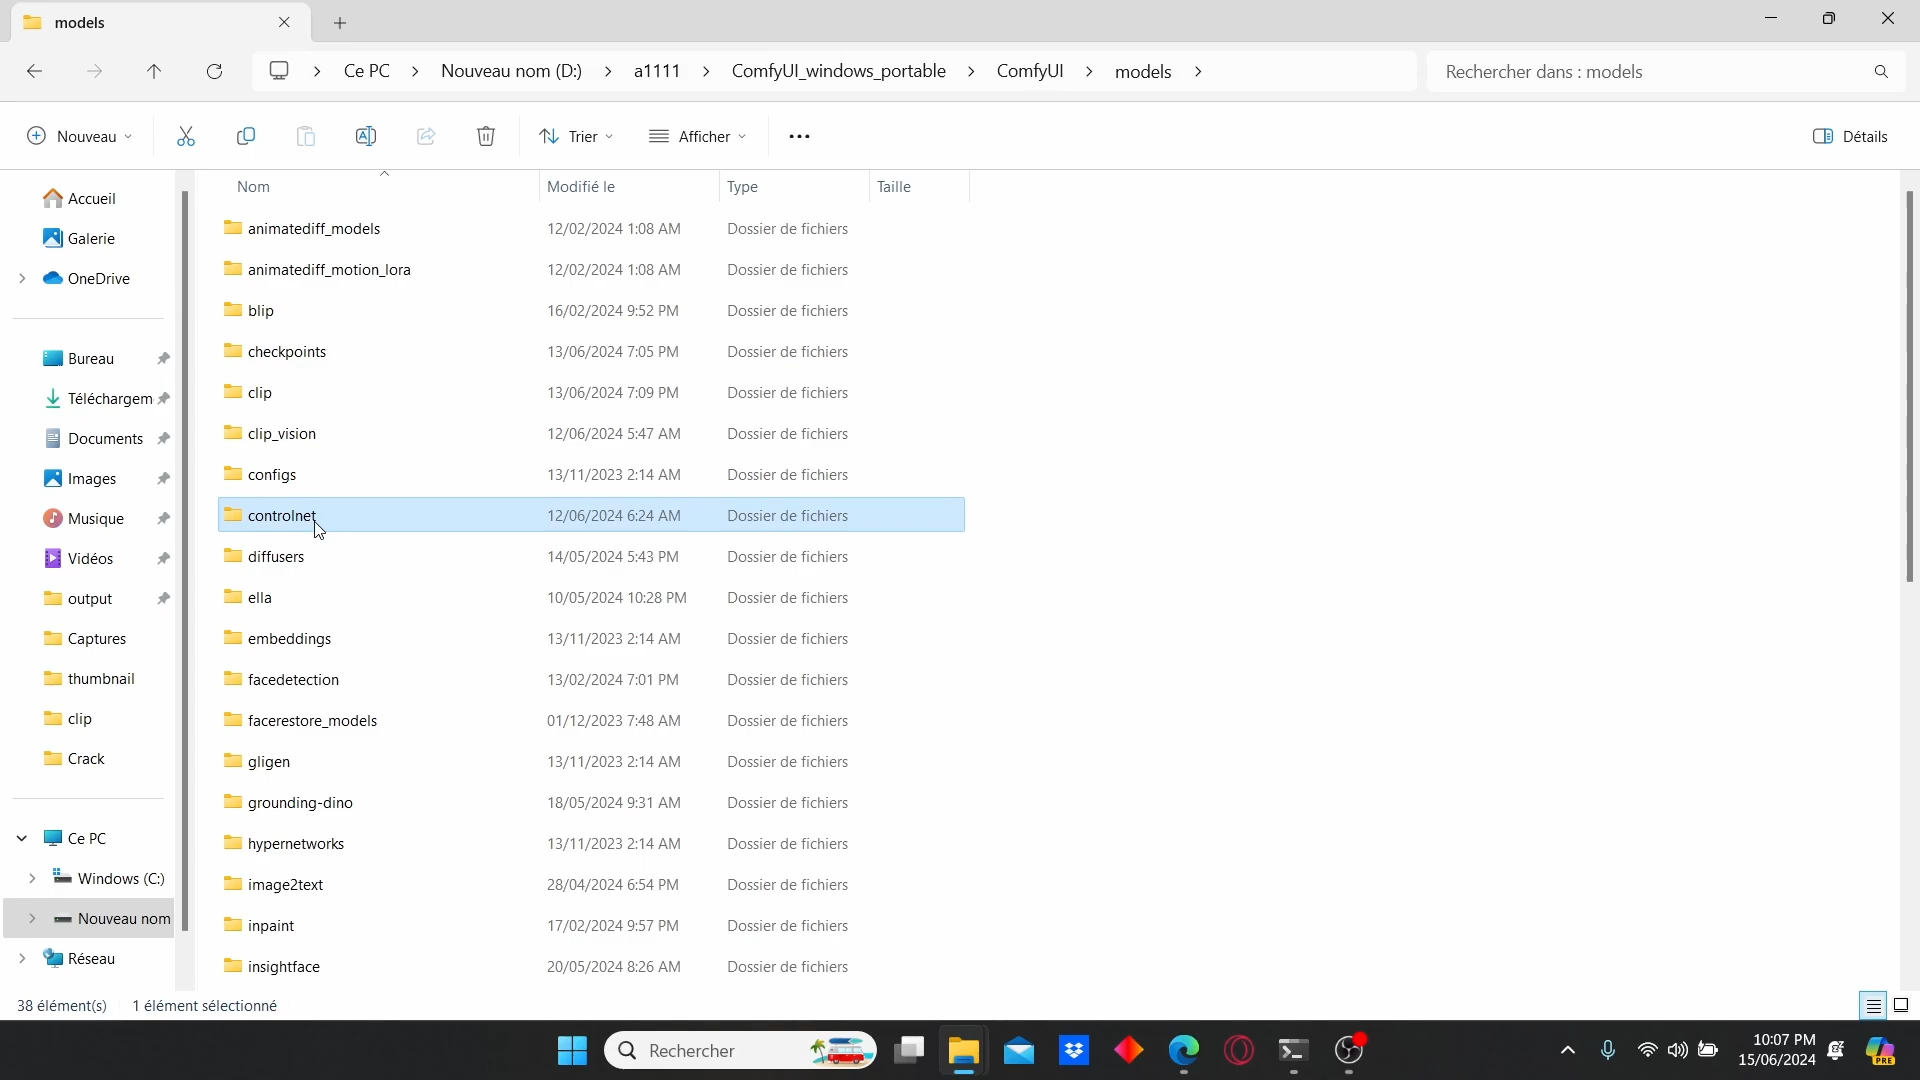 models
Ce PC > Nouveau nom (D:) > a1111 > ComfyUI_windows_portable > ComfyUI > models >
Rechercher dans : models
Nouveau
Trier
Afficher
Détails
Nom Modifié le Type Taille
Accueil
Galerie
OneDrive
Bureau
Téléchargem
Documents
Images
Musique
Vidéos
output
Captures
thumbnail
clip
Crack
Ce PC
Windows (C:)
Nouveau nom
Réseau
animatediff_models 12/02/2024 1:08 AM Dossier de fichiers
animatediff_motion_lora 12/02/2024 1:08 AM Dossier de fichiers
blip 16/02/2024 9:52 PM Dossier de fichiers
checkpoints 13/06/2024 7:05 PM Dossier de fichiers
clip 13/06/2024 7:09 PM Dossier de fichiers
clip_vision 12/06/2024 5:47 AM Dossier de fichiers
configs 13/11/2023 2:14 AM Dossier de fichiers
controlnet 12/06/2024 6:24 AM Dossier de fichiers
diffusers 14/05/2024 5:43 PM Dossier de fichiers
ella 10/05/2024 10:28 PM Dossier de fichiers
embeddings 13/11/2023 2:14 AM Dossier de fichiers
facedetection 13/02/2024 7:01 PM Dossier de fichiers
facerestore_models 01/12/2023 7:48 AM Dossier de fichiers
gligen 13/11/2023 2:14 AM Dossier de fichiers
grounding-dino 18/05/2024 9:31 AM Dossier de fichiers
hypernetworks 13/11/2023 2:14 AM Dossier de fichiers
image2text 28/04/2024 6:54 PM Dossier de fichiers
inpaint 17/02/2024 9:57 PM Dossier de fichiers
insightface 20/05/2024 8:26 AM Dossier de fichiers
38 élément(s) 1 élément sélectionné
Rechercher
10:07 PM
15/06/2024
PRE